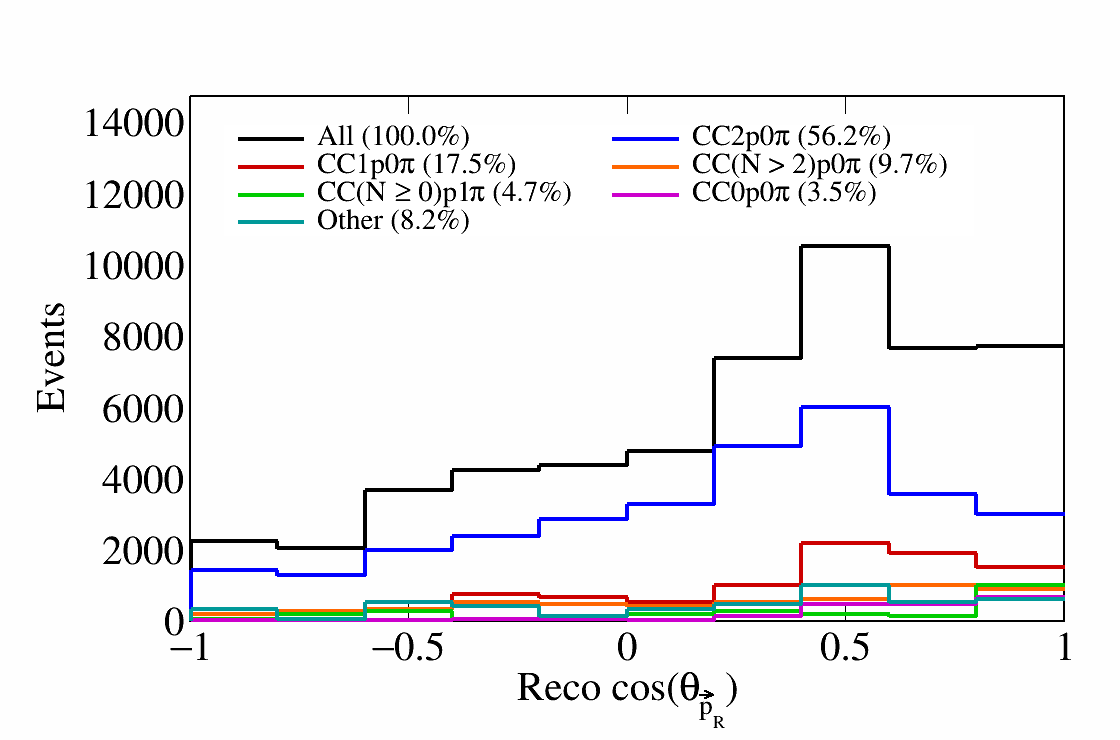 All (100.0%) CC2p0π (56.2%)
CC1p0π (17.5%) CC(N > 2)p0π (9.7%)
CC(N ≥ 0)p1π (4.7%) CC0p0π (3.5%)
Other (8.2%)
14000
12000
10000
8000
6000
4000
2000
0
Events
−1 −0.5 0 0.5 1
Reco cos(θ_{\vec{p}_R})